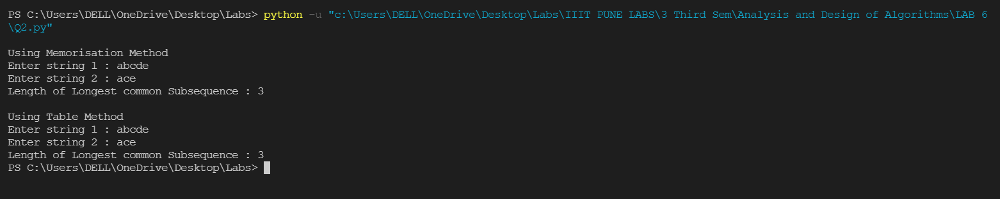 PS C:\Users\DELL\OneDrive\Desktop\Labs> python -u "c:\Users\DELL\OneDrive\Desktop\Labs\IIIT PUNE LABS\3 Third Sem\Analysis and Design of Algorithms\LAB 6
\Q2.py"
Using Memorisation Method
Enter string 1 : abcde
Enter string 2 : ace
Length of Longest common Subsequence : 3
Using Table Method
Enter string 1 : abcde
Enter string 2 : ace
Length of Longest common Subsequence : 3
PS C:\Users\DELL\OneDrive\Desktop\Labs>